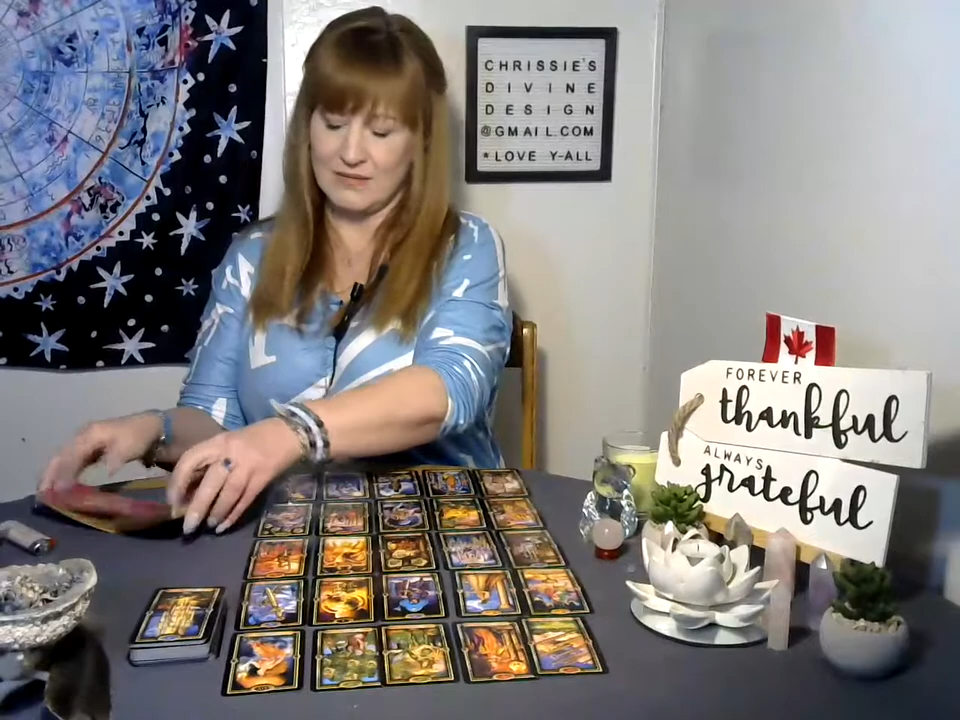 CHRISSIE'S
DIVINE
DESIGN
@GMAIL.COM
*LOVE Y-ALL
FOREVER
thankful
ALWAYS
grateful